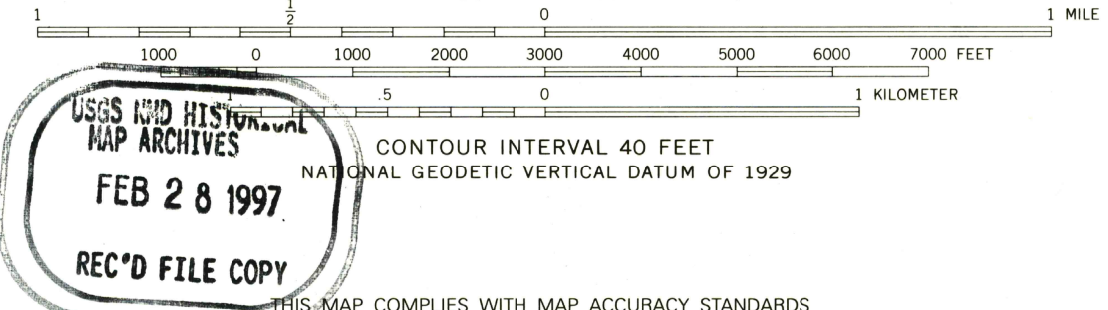 1 1/2 0 1 MILE
1000 0 1000 2000 3000 4000 5000 6000 7000 FEET
1 .5 0 1 KILOMETER
CONTOUR INTERVAL 40 FEET
NATIONAL GEODETIC VERTICAL DATUM OF 1929
USGS NMD HISTORICAL
MAP ARCHIVES
FEB 28 1997
REC'D FILE COPY
THIS MAP COMPLIES WITH MAP ACCURACY STANDARDS